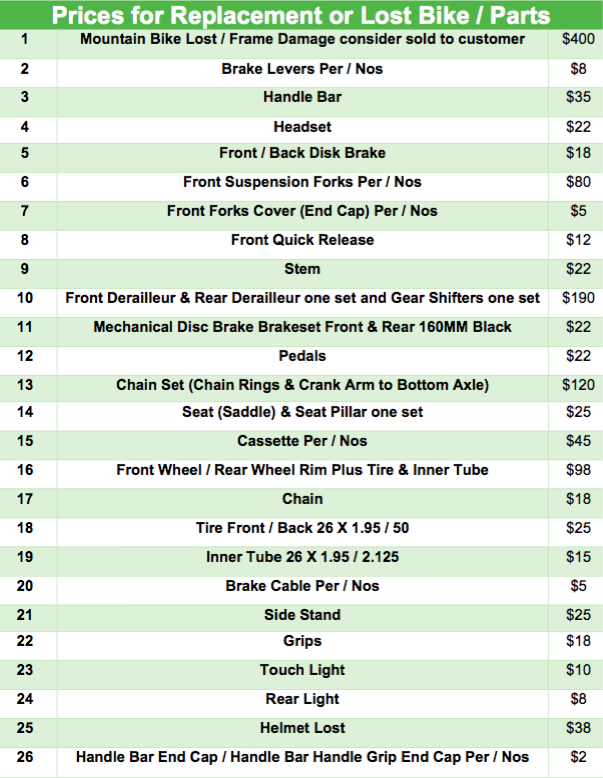 Prices for Replacement or Lost Bike / Parts
1 Mountain Bike Lost / Frame Damage consider sold to customer $400
2 Brake Levers Per / Nos $8
3 Handle Bar $35
4 Headset $22
5 Front / Back Disk Brake $18
6 Front Suspension Forks Per / Nos $80
7 Front Forks Cover (End Cap) Per / Nos $5
8 Front Quick Release $12
9 Stem $22
10 Front Derailleur & Rear Derailleur one set and Gear Shifters one set $190
11 Mechanical Disc Brake Brakeset Front & Rear 160MM Black $22
12 Pedals $22
13 Chain Set (Chain Rings & Crank Arm to Bottom Axle) $120
14 Seat (Saddle) & Seat Pillar one set $25
15 Cassette Per / Nos $45
16 Front Wheel / Rear Wheel Rim Plus Tire & Inner Tube $98
17 Chain $18
18 Tire Front / Back 26 X 1.95 / 50 $25
19 Inner Tube 26 X 1.95 / 2.125 $15
20 Brake Cable Per / Nos $5
21 Side Stand $25
22 Grips $18
23 Touch Light $10
24 Rear Light $8
25 Helmet Lost $38
26 Handle Bar End Cap / Handle Bar Handle Grip End Cap Per / Nos $2